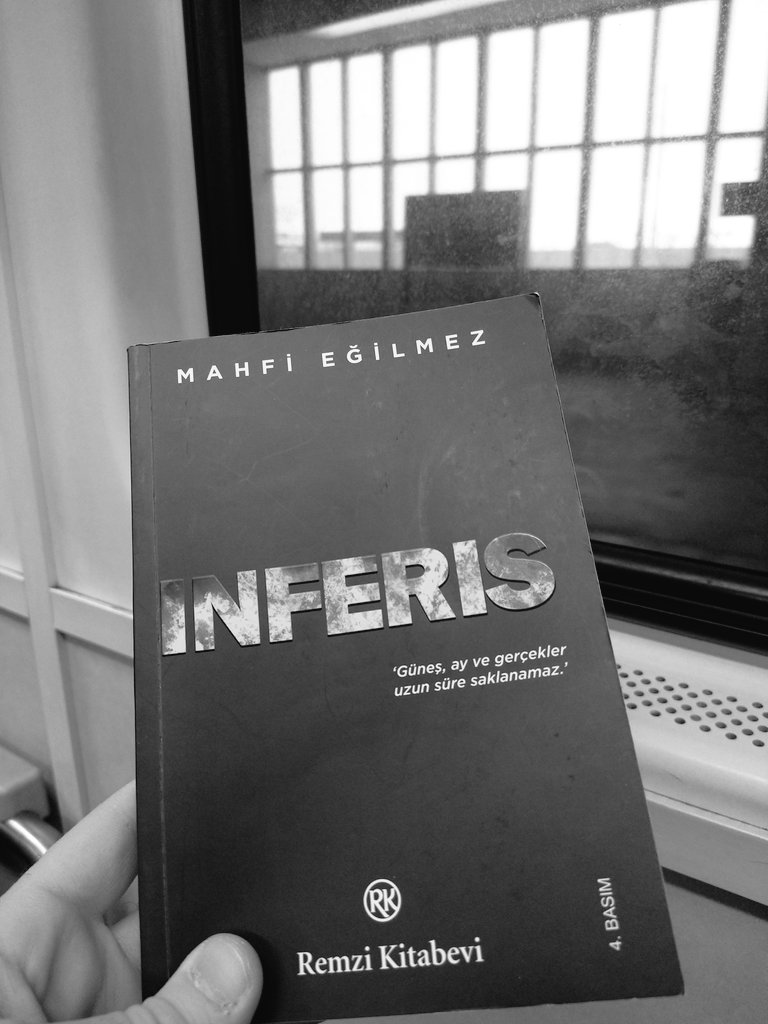 MAHFİ EĞİLMEZ
INFERIS
‘Güneş, ay ve gerçekler
uzun süre saklanamaz.’
RK
Remzi Kitabevi
4. BASIM